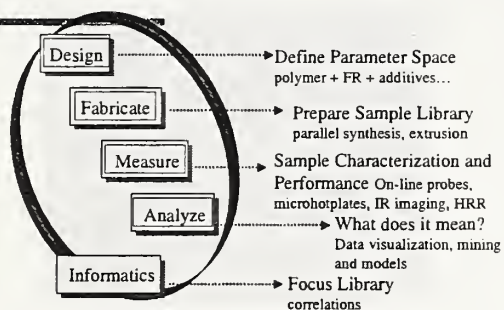 Design
Define Parameter Space
polymer + FR + additives...
Fabricate
Prepare Sample Library
parallel synthesis, extrusion
Measure
Sample Characterization and
Performance On-line probes,
microhotplates, IR imaging, HRR
Analyze
What does it mean?
Data visualization, mining
and models
Informatics
Focus Library
correlations